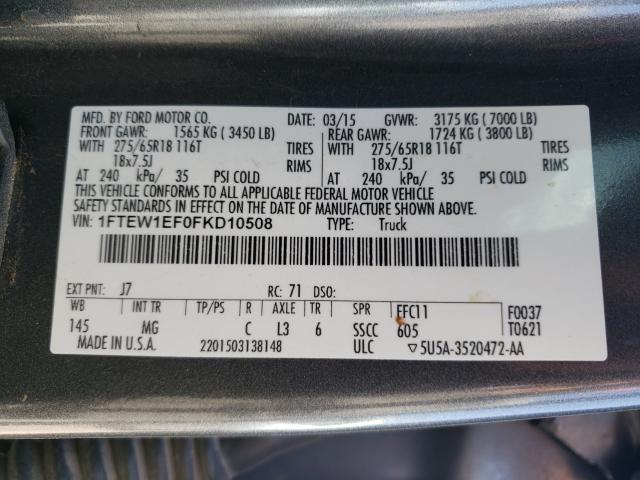 MFD. BY FORD MOTOR CO. DATE: 03/15 GVWR: 3175 KG ( 7000 LB)
FRONT GAWR: 1565 KG ( 3450 LB) REAR GAWR: 1724 KG ( 3800 LB)
WITH 275/65R18 116T TIRES WITH 275/65R18 116T TIRES
18x7.5J RIMS 18x7.5J RIMS
AT 240 kPa/ 35 PSI COLD AT 240 kPa/ 35 PSI COLD
THIS VEHICLE CONFORMS TO ALL APPLICABLE FEDERAL MOTOR VEHICLE
SAFETY STANDARDS IN EFFECT ON THE DATE OF MANUFACTURE SHOWN ABOVE.
VIN: 1FTEW1EF0FKD10508 TYPE: Truck
EXT PNT: J7 RC: 71 DSO:
WB INT TR TP/PS R AXLE TR SPR EFC11 F0037
145 MG C L3 6 SSCC 605 T0621
MADE IN U.S.A. 2201503138148 ULC ▽5U5A-3520472-AA